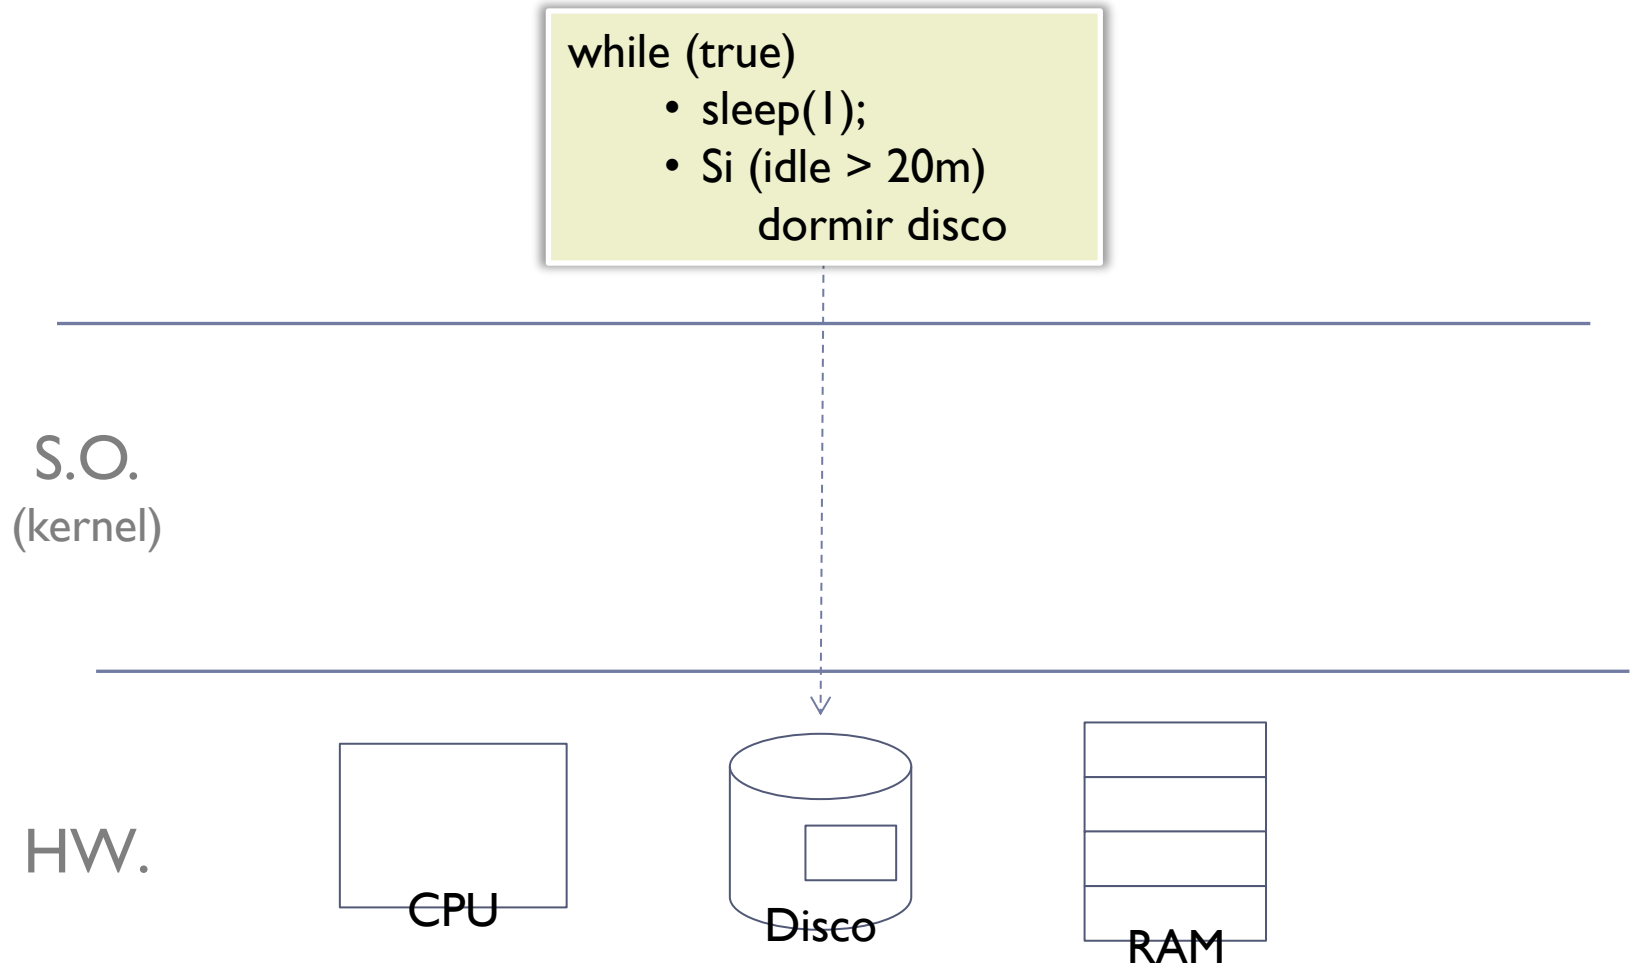 while (true)
• sleep(1);
• Si (idle > 20m)
dormir disco
S.O.
(kernel)
HW.
CPU
Disco
RAM